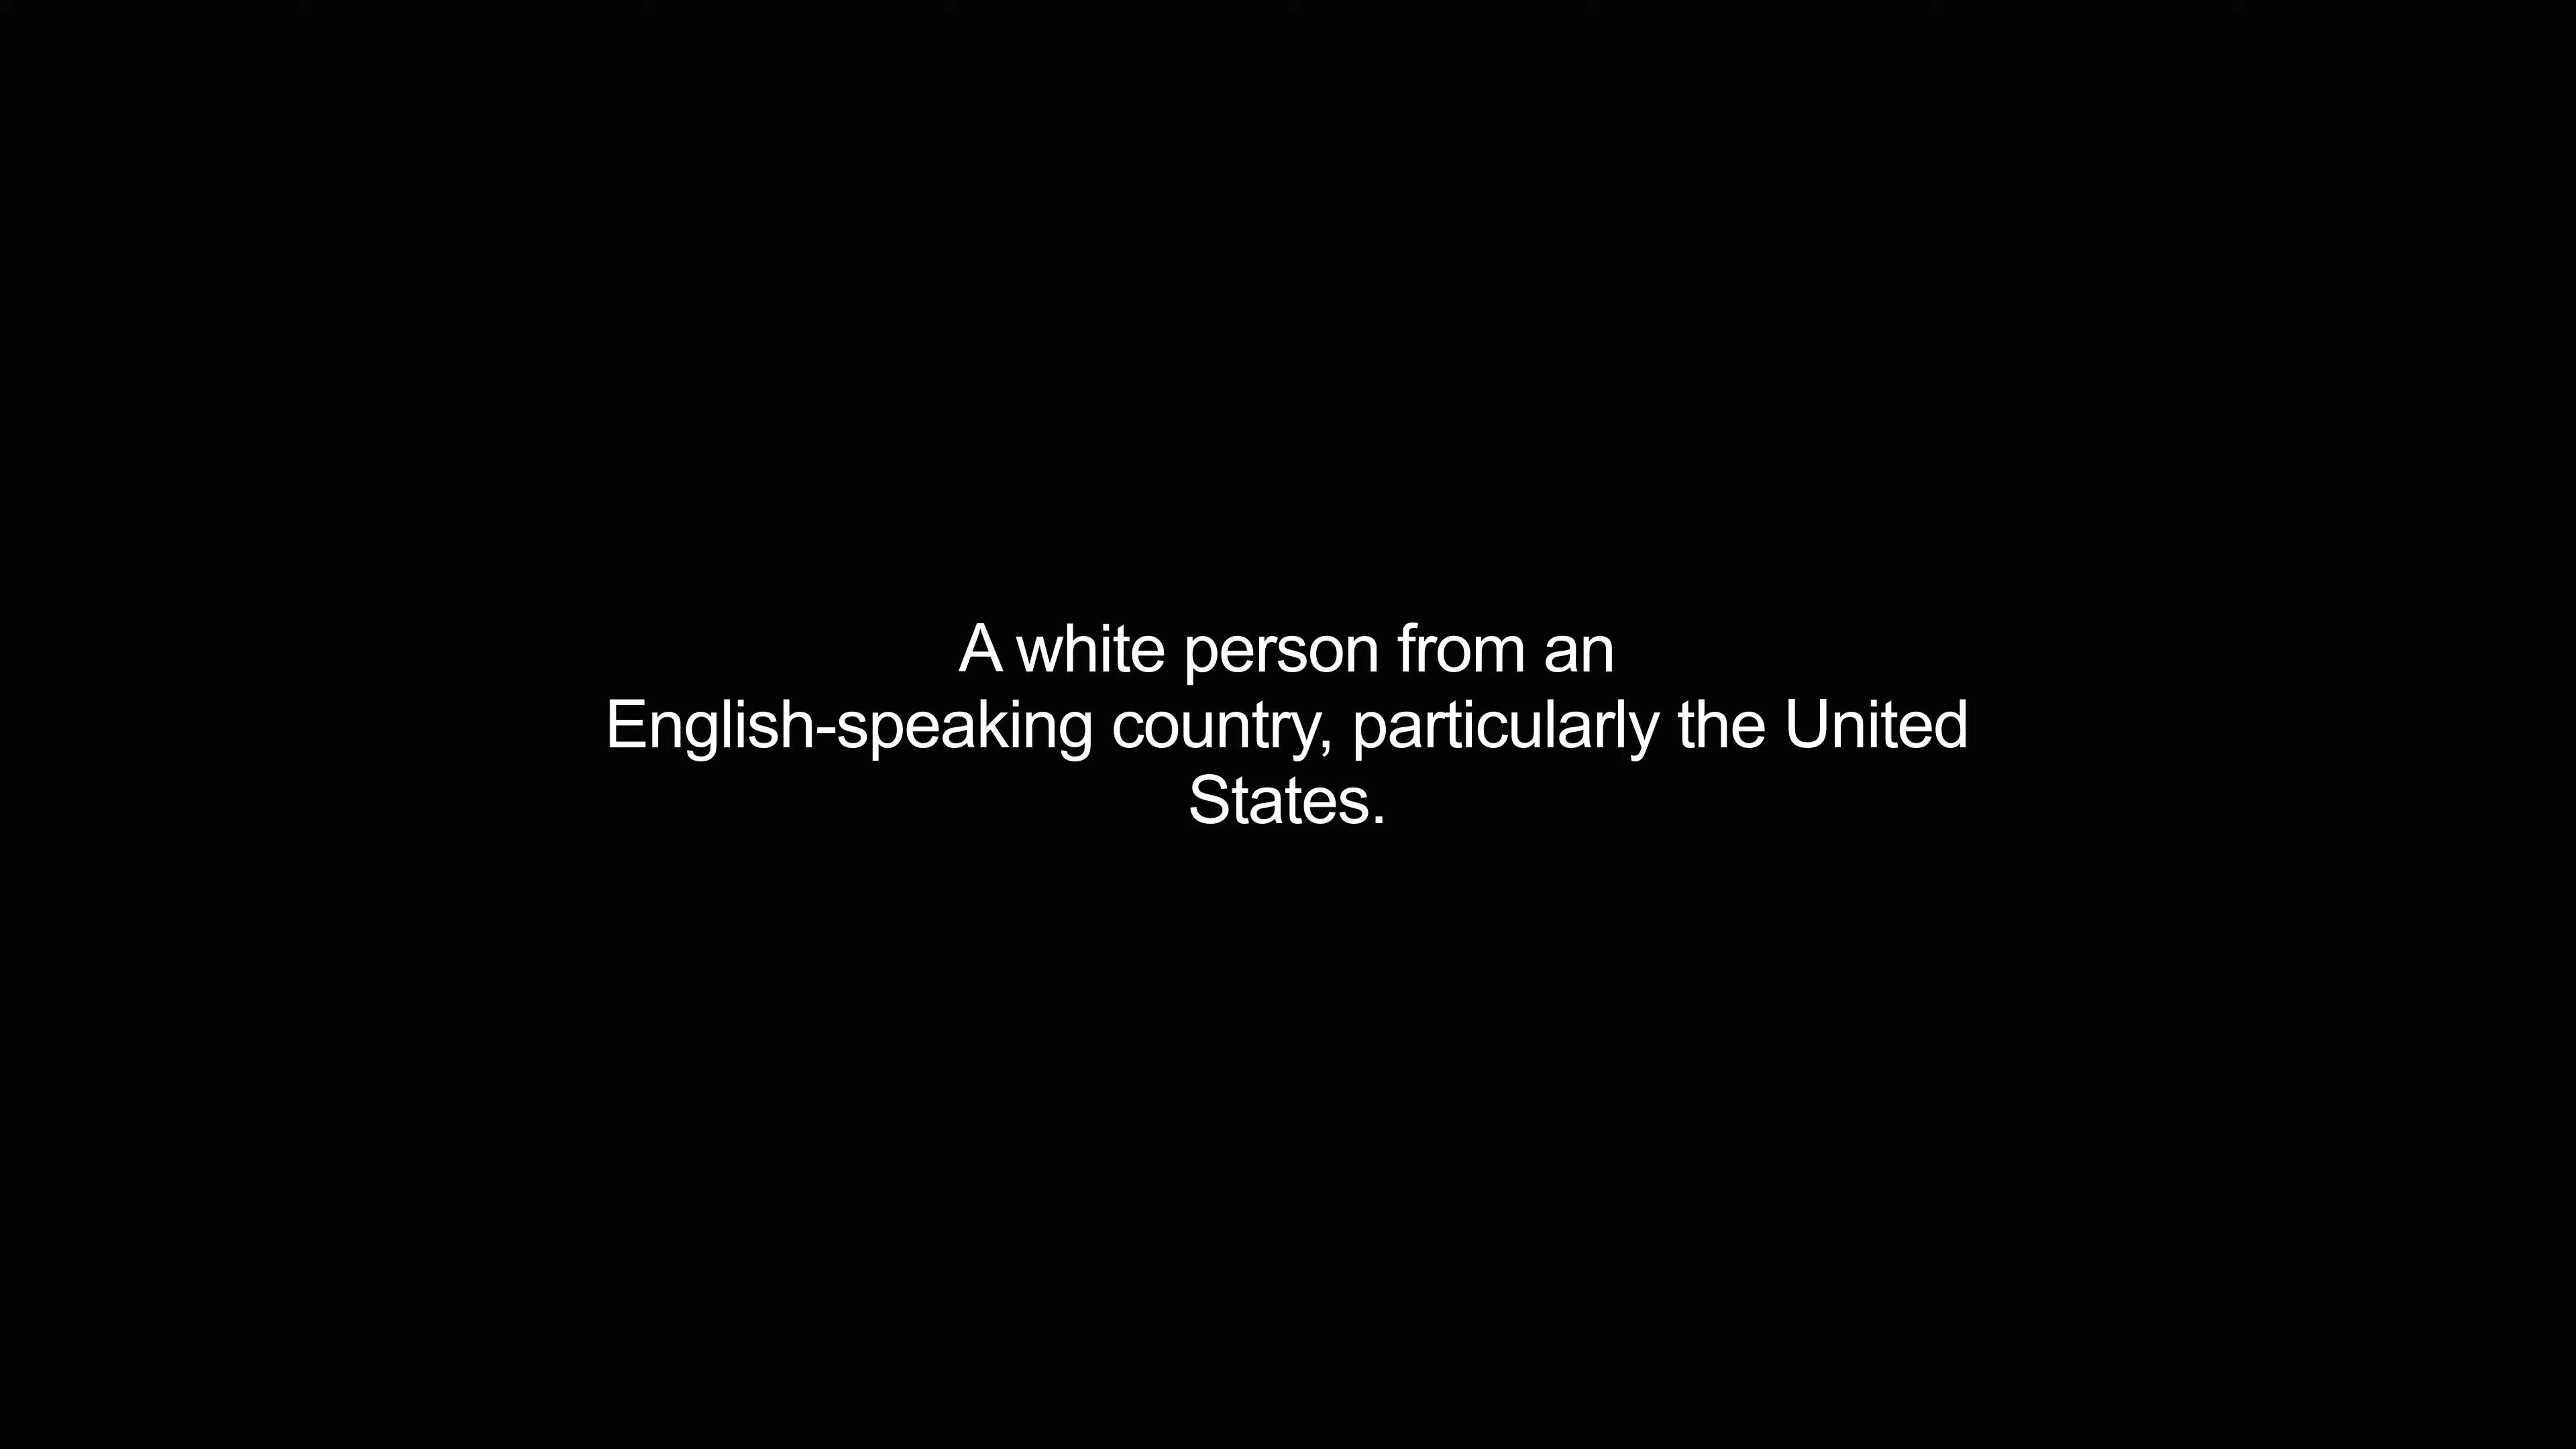 A white person from an
English-speaking country, particularly the United
States.